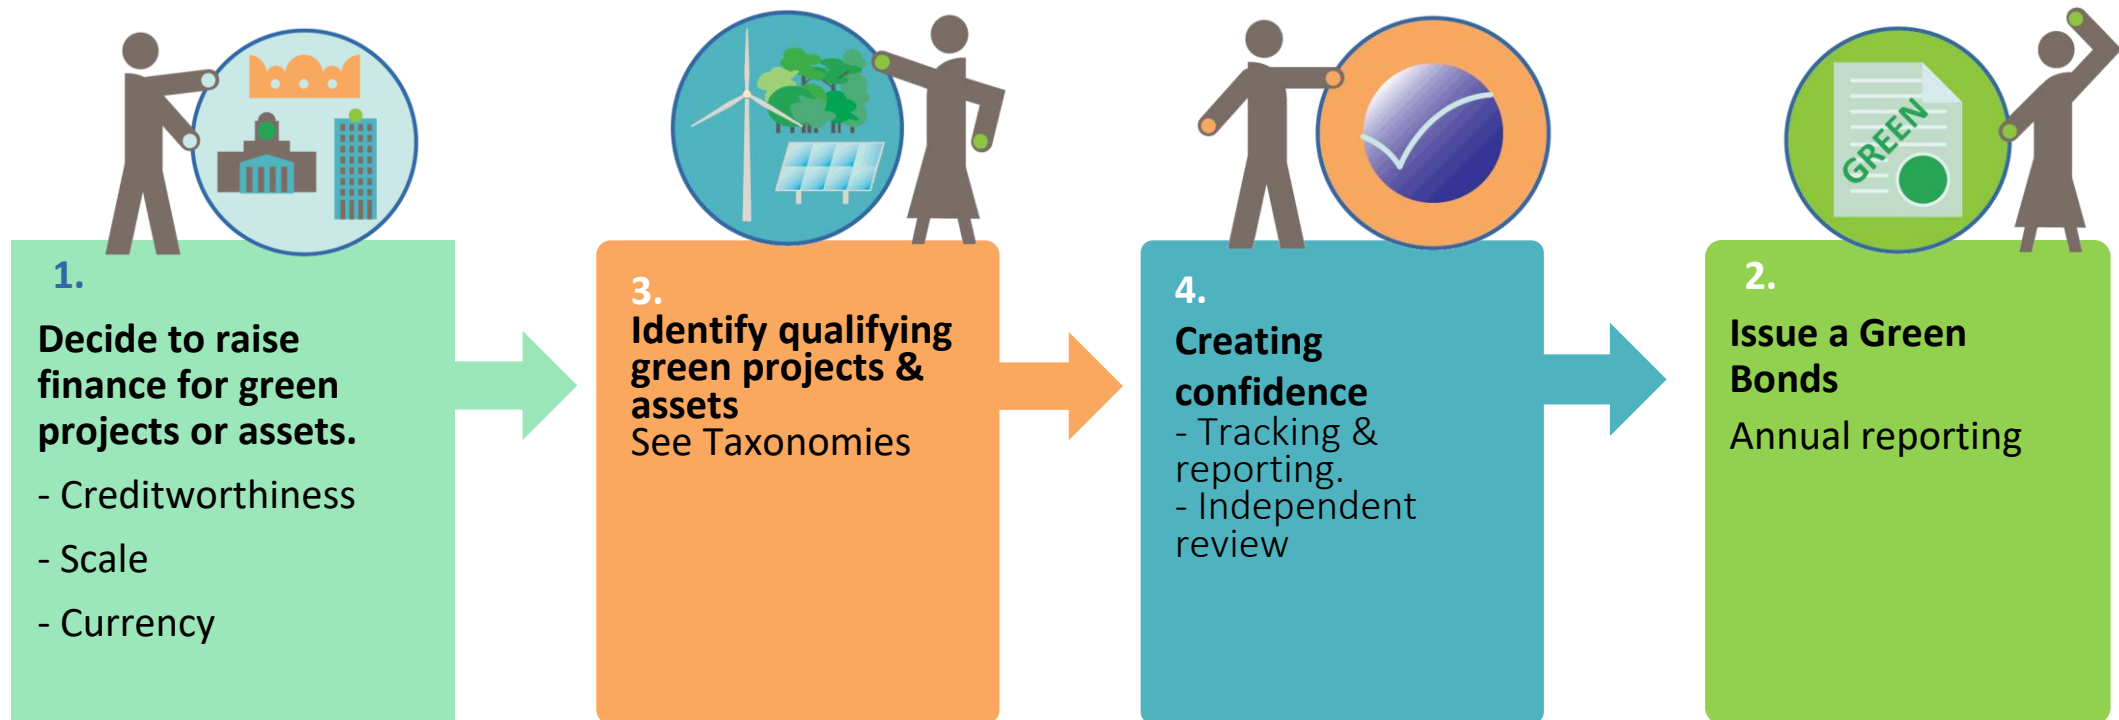 1.
Decide to raise
finance for green
projects or assets.
- Creditworthiness
- Scale
- Currency
3.
Identify qualifying
green projects &
assets
See Taxonomies
4.
Creating
confidence
- Tracking &
reporting.
- Independent
review
GREEN
2.
Issue a Green
Bonds
Annual reporting